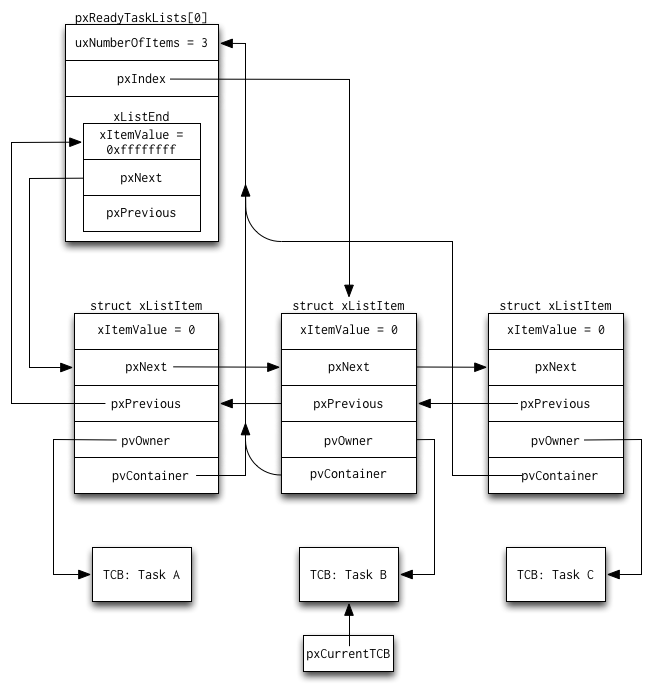 pxReadyTaskLists[0]
uxNumberOfItems = 3
pxIndex
xListEnd
xItemValue =
0xffffffff
pxNext
pxPrevious
struct xListItem
xItemValue = 0
pxNext
pxPrevious
pvOwner
pvContainer
struct xListItem
xItemValue = 0
pxNext
pxPrevious
pvOwner
pvContainer
struct xListItem
xItemValue = 0
pxNext
pxPrevious
pvOwner
pvContainer
TCB: Task A
TCB: Task B
TCB: Task C
pxCurrentTCB